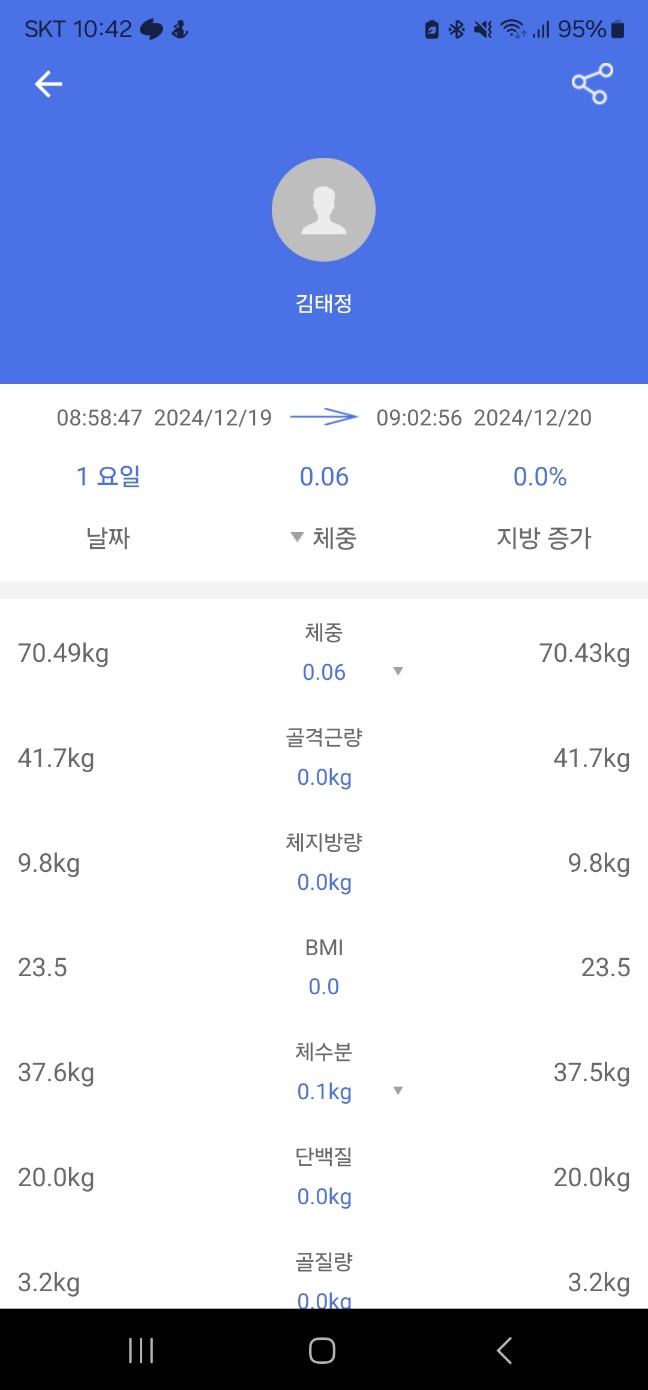 SKT 10:42 95%
김태정
08:58:47 2024/12/19 09:02:56 2024/12/20
1 요일 0.06 0.0%
날짜 체중 지방 증가
체중
70.49kg 0.06 70.43kg
골격근량
41.7kg 0.0kg 41.7kg
체지방량
9.8kg 0.0kg 9.8kg
BMI
23.5 0.0 23.5
체수분
37.6kg 0.1kg 37.5kg
단백질
20.0kg 0.0kg 20.0kg
골질량
3.2kg 0.0kg 3.2kg